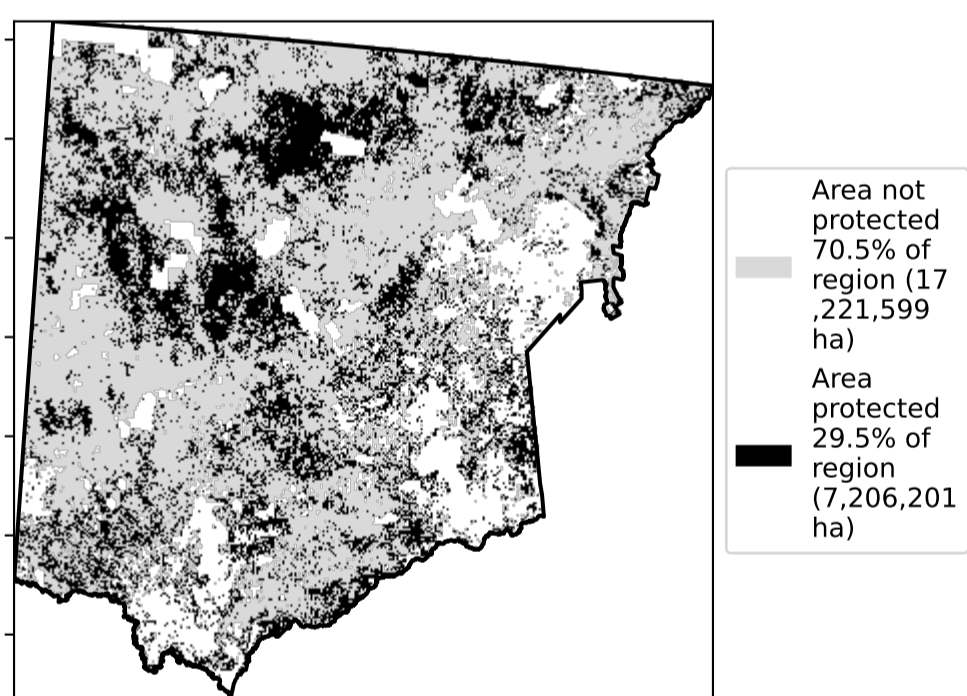 Area not
protected
70.5% of
region (17
,221,599
ha)
Area
protected
29.5% of
region
(7,206,201
ha)